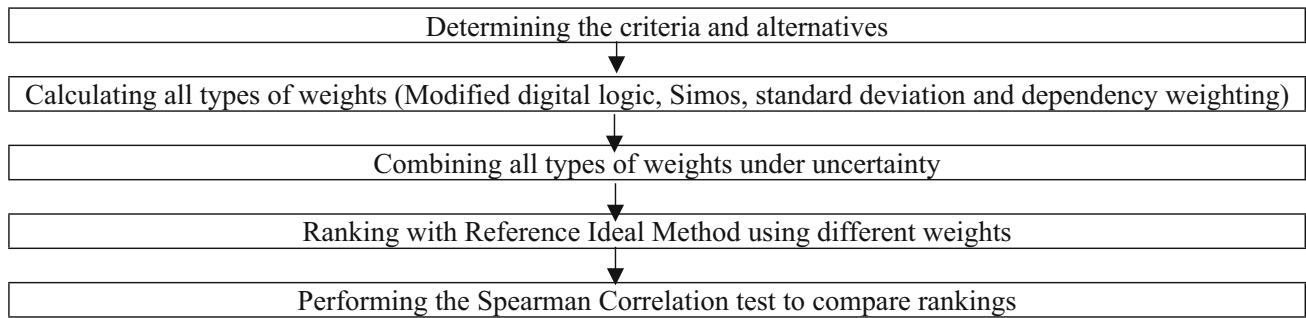 Determining the criteria and alternatives
Calculating all types of weights (Modified digital logic, Simos, standard deviation and dependency weighting)
Combining all types of weights under uncertainty
Ranking with Reference Ideal Method using different weights
Performing the Spearman Correlation test to compare rankings